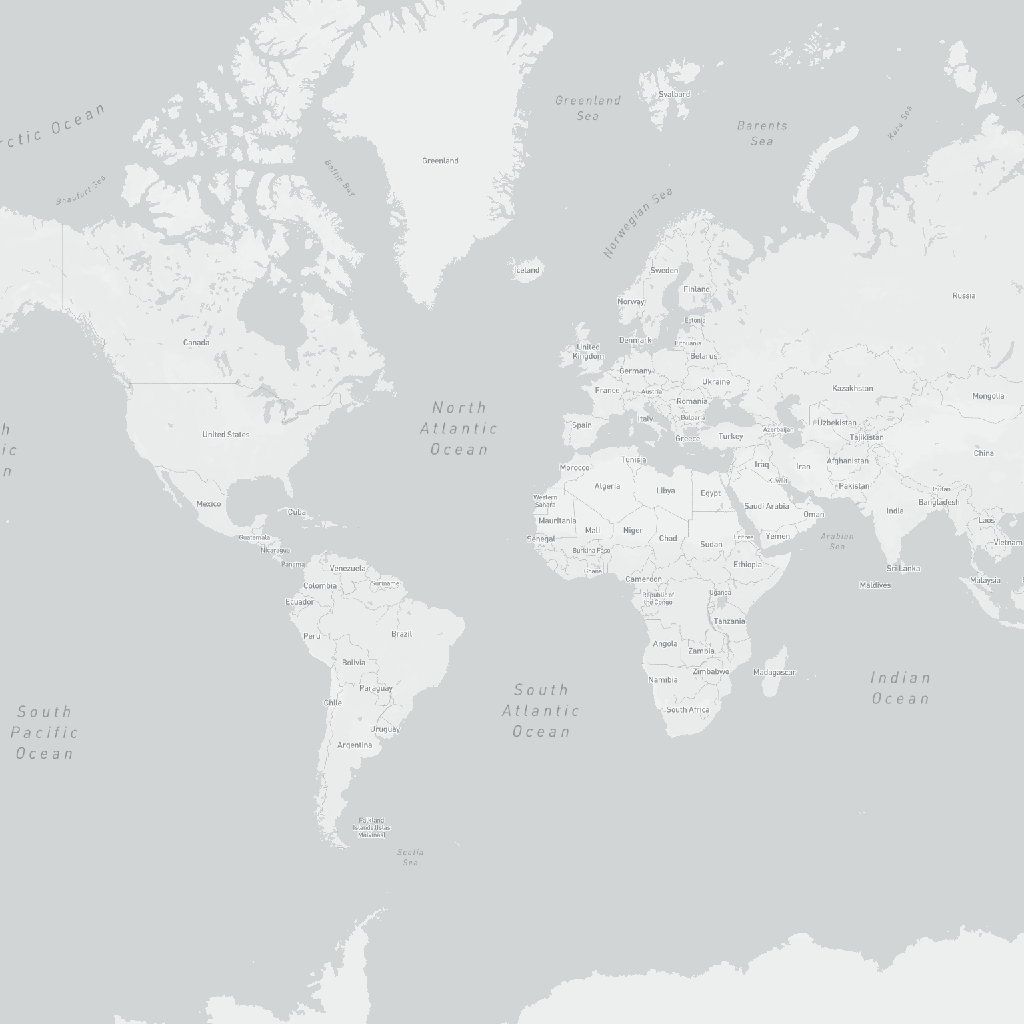 Svalbard
Greenland
Sea
Arctic Ocean
Barents
Sea
Kara Sea
Greenland
Baffin Bay
Beaufort Sea
Norwegian Sea
Iceland
Sweden
Finland
Norway
Russia
Estonia
Canada
Denmark
Lithuania
United
Kingdom
Belarus
Germany
Ukraine
France
Austria
Kazakhstan
Mongolia
Romania
North
Atlantic
Ocean
Bulgaria
Italy
Spain
Uzbekistan
Azerbaijan
Greece
Turkey
Tajikistan
United States
China
Tunisia
Afghanistan
Morocco
Iraq
Iran
Kuwait
Algeria
Pakistan
Libya
Egypt
Bhutan
Western
Sahara
Mexico
Saudi Arabia
Bangladesh
Cuba
Oman
India
Mauritania
Laos
Mali
Niger
Guatemala
Senegal
Chad
Eritrea
Yemen
Arabian
Sea
Sudan
Vietnam
Nicaragua
Burkina Faso
Panama
Venezuela
Ethiopia
Sri Lanka
Ghana
Colombia
Suriname
Cameroon
Maldives
Malaysia
Ecuador
Republic of
the Congo
Uganda
Tanzania
Peru
Brazil
Angola
Zambia
Bolivia
Zimbabwe
Madagascar
Namibia
Indian
Ocean
Paraguay
South
Atlantic
Ocean
Chile
South Africa
South
Pacific
Ocean
Uruguay
Argentina
Falkland
Islands (Islas
Malvinas)
Scotia
Sea